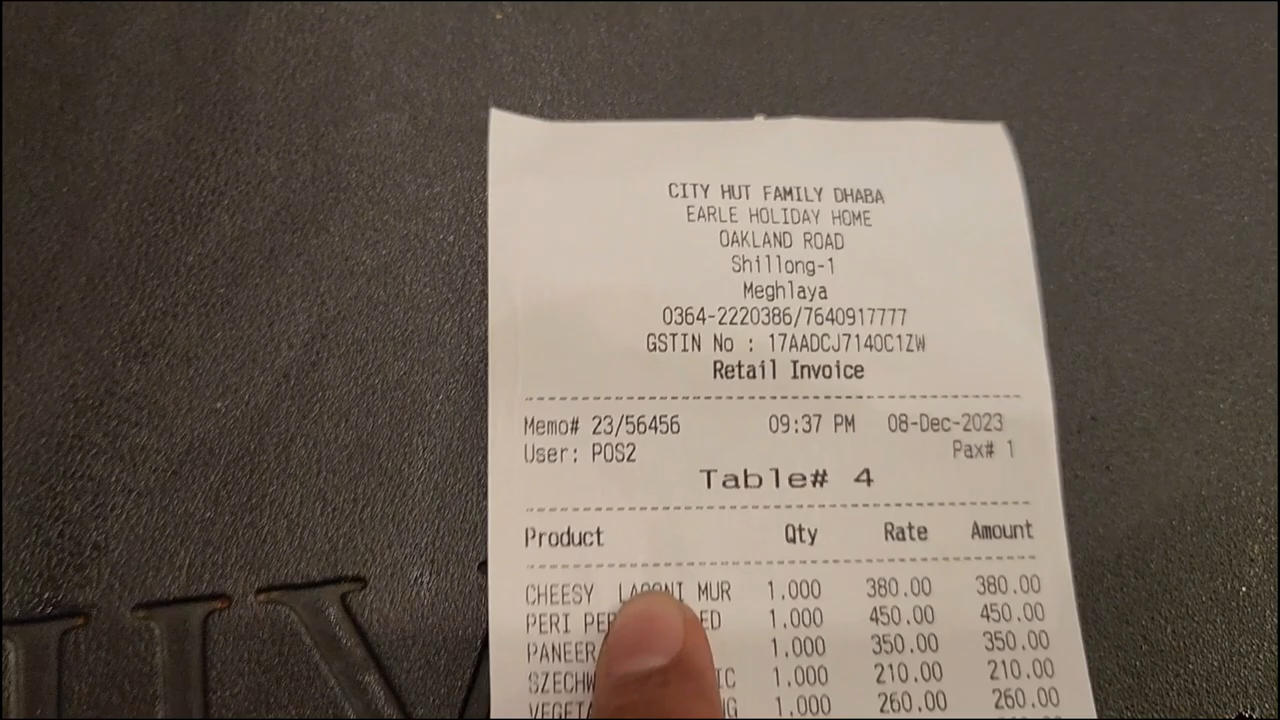 CITY HUT FAMILY DHABA
EARLE HOLIDAY HOME
OAKLAND ROAD
Shillong-1
Meghlaya
0364-2220386/7640917777
GSTIN No : 17AADCJ7140C1ZW
Retail Invoice
Memo# 23/56456 09:37 PM 08-Dec-2023
User: POS2 Pax# 1
Table# 4
Product Qty Rate Amount
CHEESY MUR 1.000 380.00 380.00
PERI 1.000 450.00 450.00
PANEER 1.000 350.00 350.00
1.000 210.00 210.00
1.000 260.00 260.00